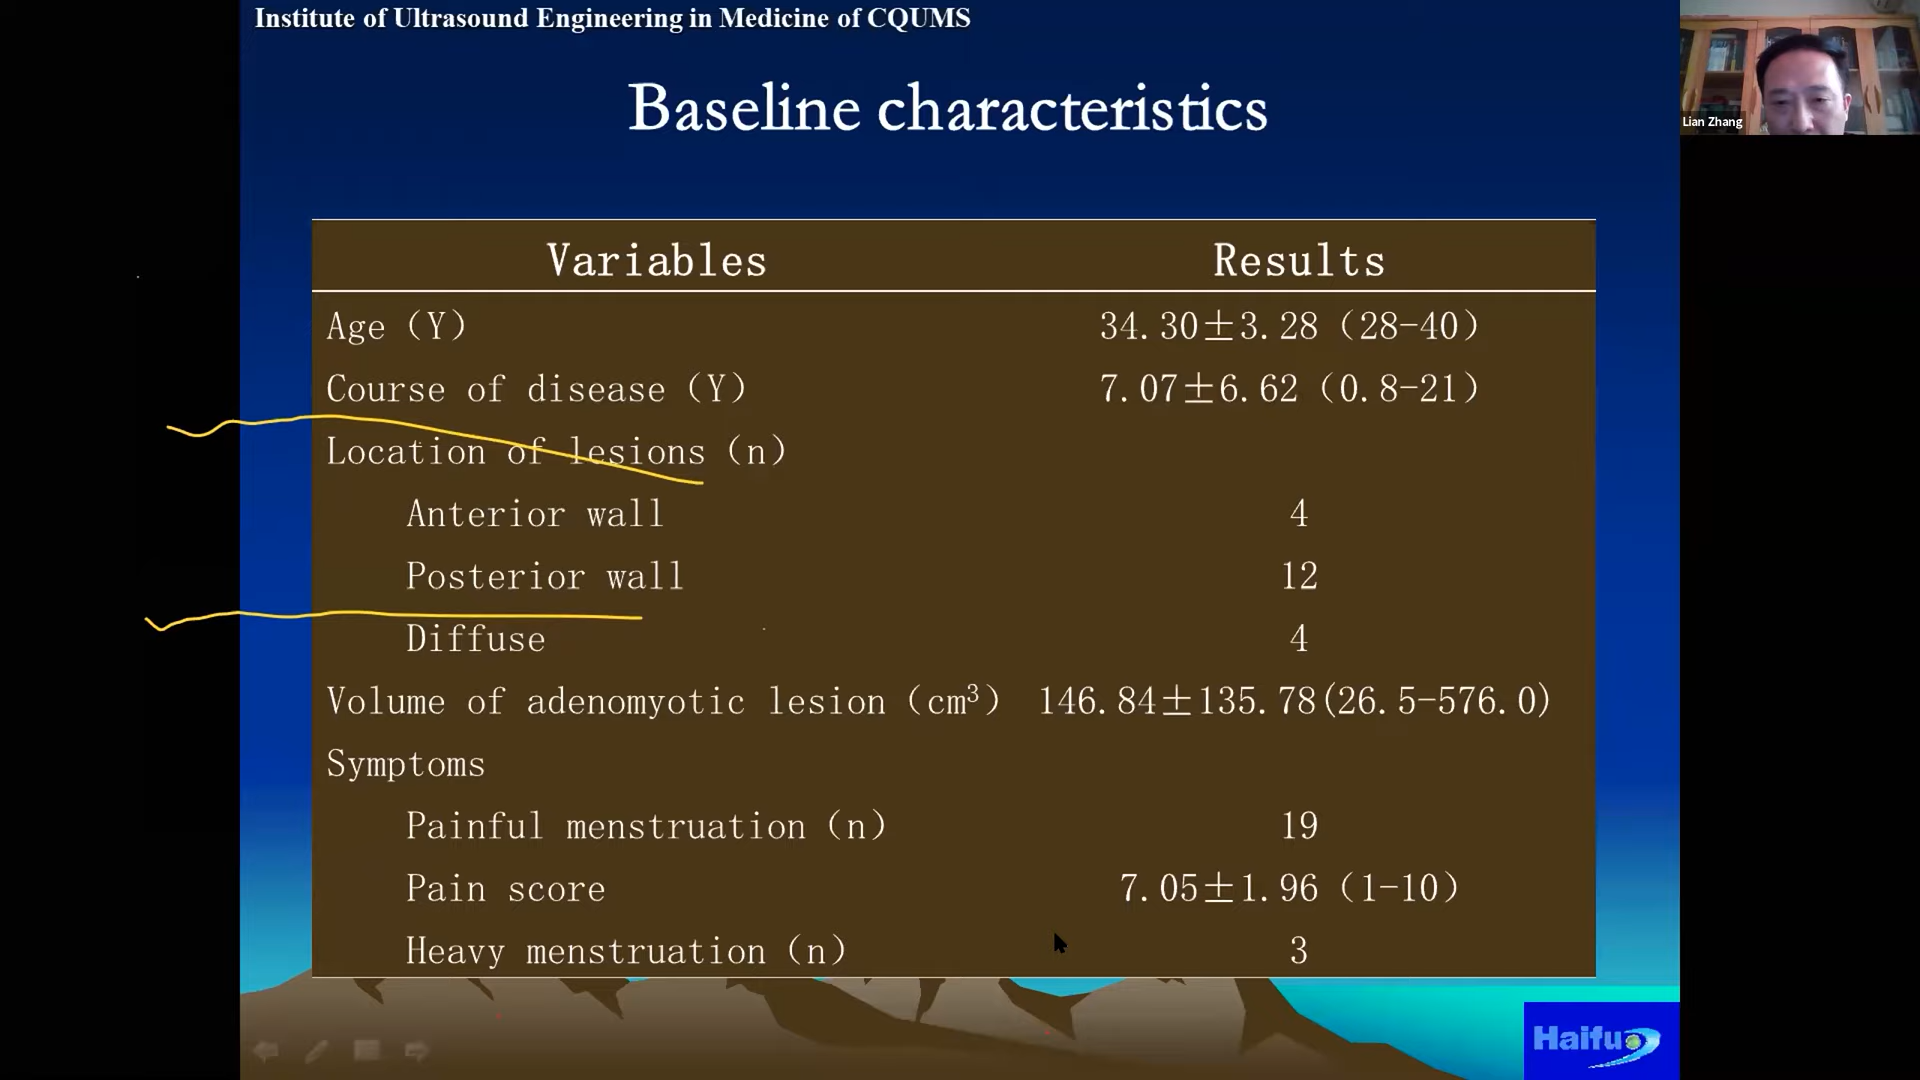 Institute of Ultrasound Engineering in Medicine of CQUMS
Lian Zhang
Baseline characteristics
Variables Results
Age (Y) 34.30±3.28 (28-40)
Course of disease (Y) 7.07±6.62 (0.8-21)
Location of lesions (n)
Anterior wall 4
Posterior wall 12
Diffuse 4
Volume of adenomyotic lesion (cm³) 146.84±135.78(26.5-576.0)
Symptoms
Painful menstruation (n) 19
Pain score 7.05±1.96 (1-10)
Heavy menstruation (n) 3
Haifu